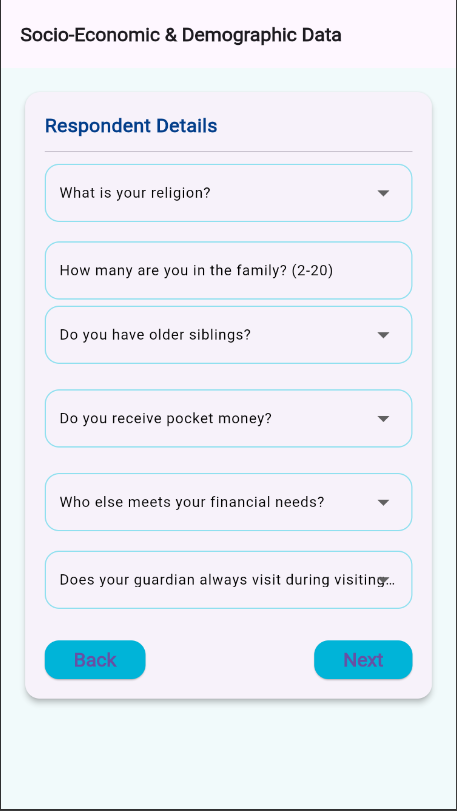 Socio-Economic & Demographic Data
Respondent Details
What is your religion?
How many are you in the family? (2-20)
Do you have older siblings?
Do you receive pocket money?
Who else meets your financial needs?
Does your guardian always visit during visiting...
Back
Next